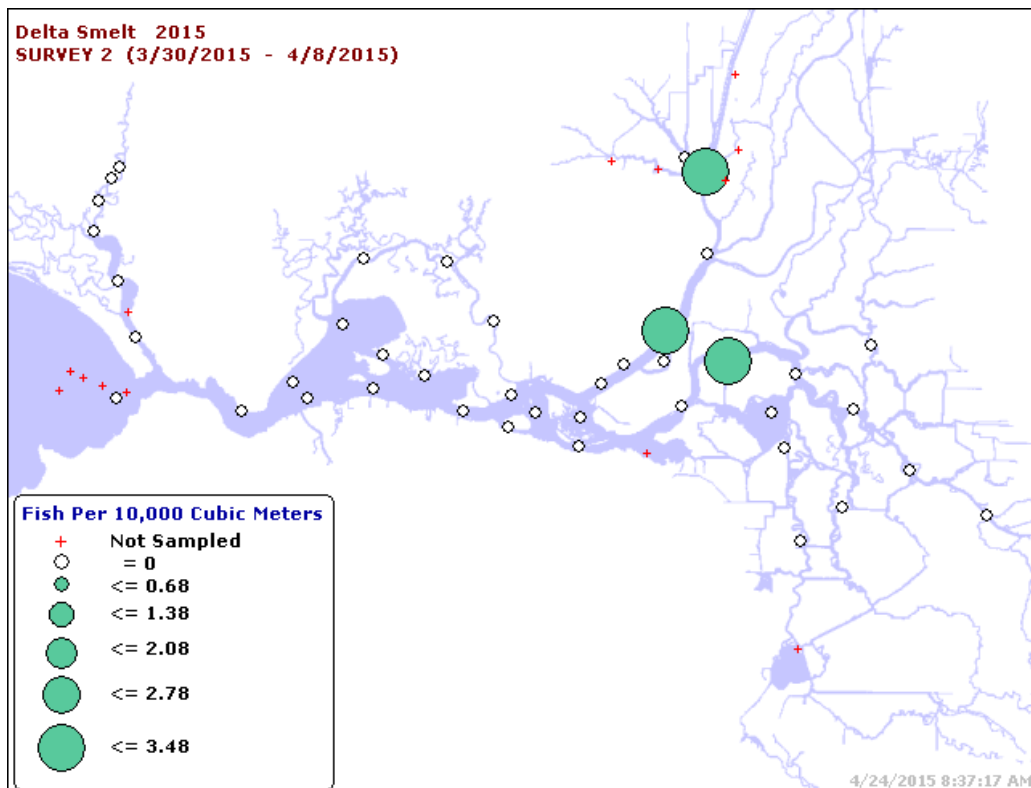 Delta Smelt 2015
SURVEY 2 (3/30/2015 - 4/8/2015)
Fish Per 10,000 Cubic Meters
Not Sampled
= 0
<= 0.68
<= 1.38
<= 2.08
<= 2.78
<= 3.48
4/24/2015 8:37:17 AM